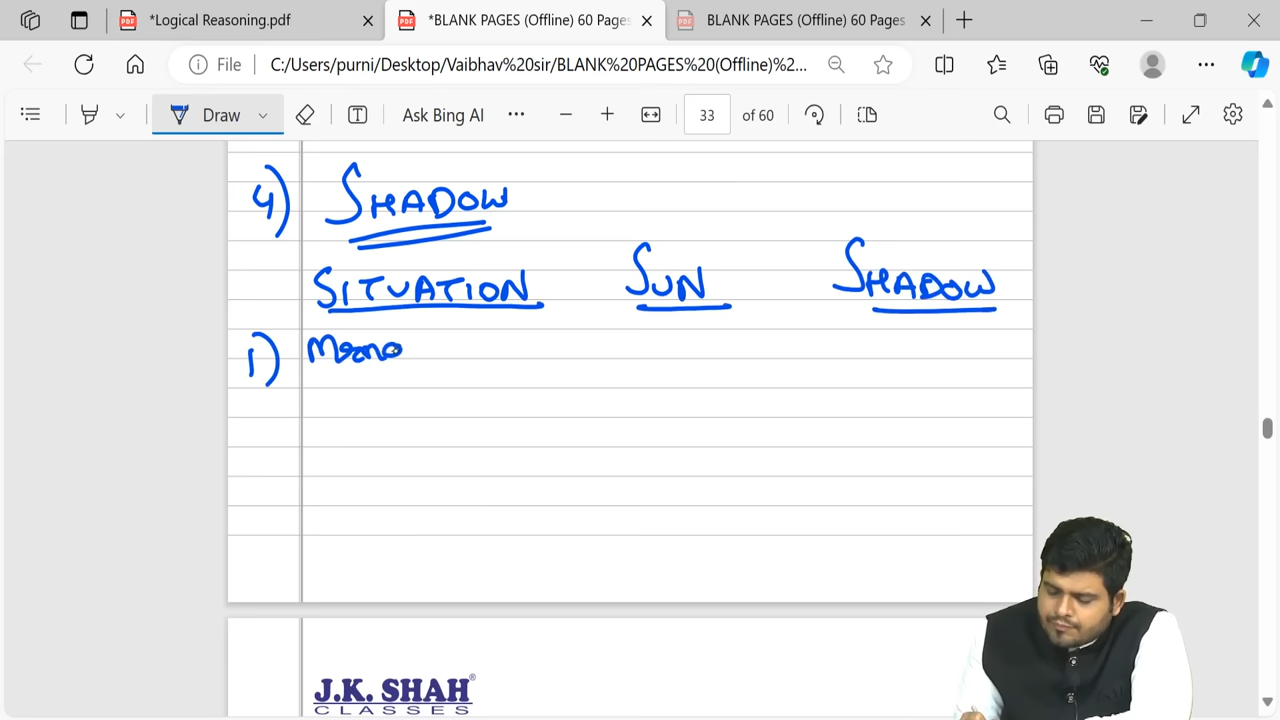 *Logical Reasoning.pdf
*BLANK PAGES (Offline) 60 Pages
BLANK PAGES (Offline) 60 Pages
File
C:/Users/purni/Desktop/Vaibhav%20sir/BLANK%20PAGES%20(Offline)%2...
Draw
Ask Bing AI
33 of 60
4) SHADOW
SITUATION SUN SHADOW
1)
J.K. SHAH®
CLASSES